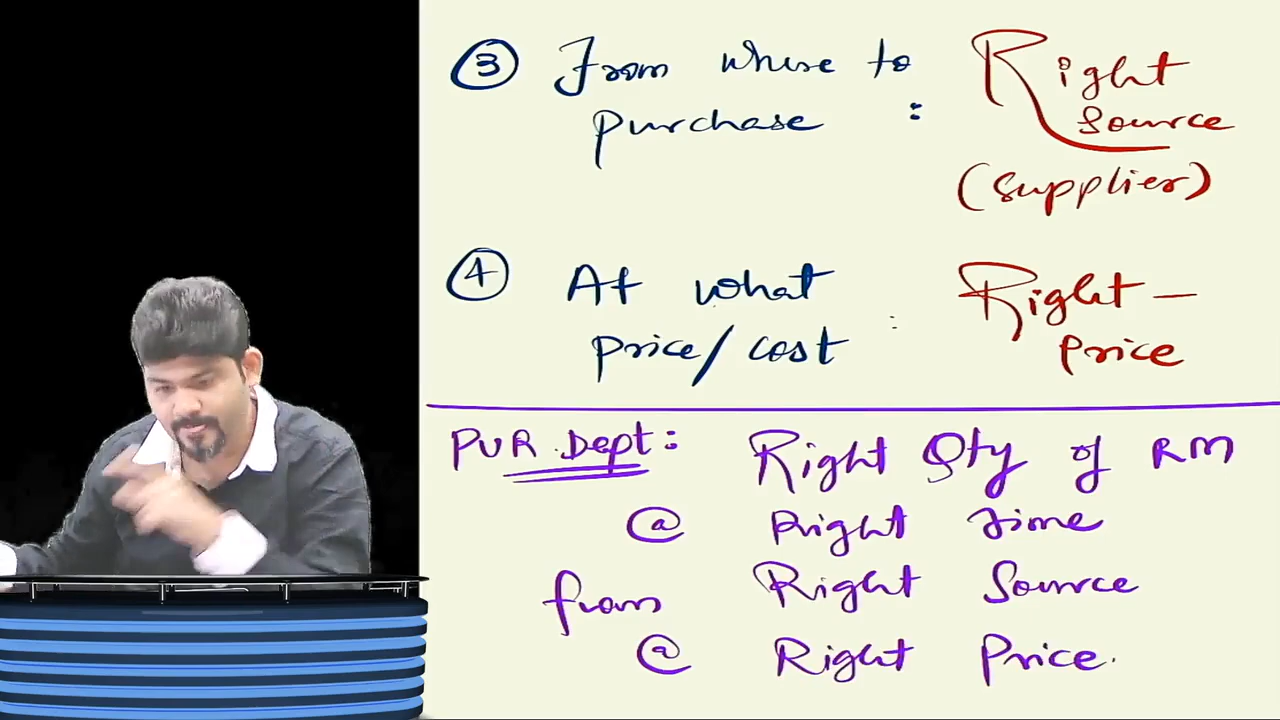 ③ From where to Right
purchase : Source
(supplier)
④ At what Right -
price/cost : price
PUR. Dept: Right Qty of RM
@ Right time
from Right Source
@ Right Price.